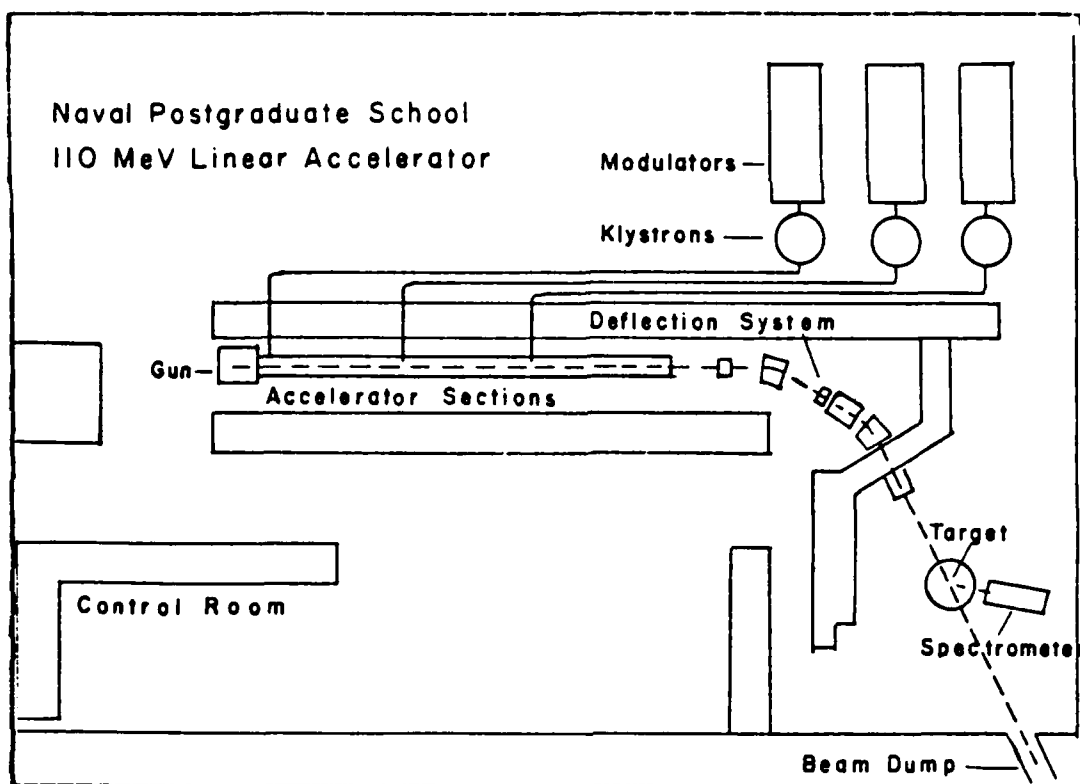 Naval Postgraduate School
110 MeV Linear Accelerator
Modulators
Klystrons
Deflection System
Gun
Accelerator Sections
Target
Control Room
Spectrometer
Beam Dump